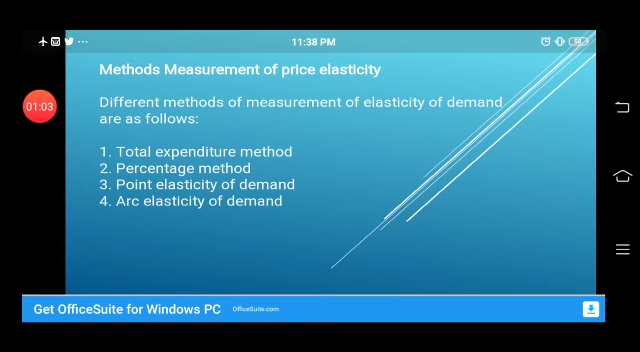 11:38 PM
58
01:03
Methods Measurement of price elasticity
Different methods of measurement of elasticity of demand
are as follows:
1. Total expenditure method
2. Percentage method
3. Point elasticity of demand
4. Arc elasticity of demand
Get OfficeSuite for Windows PC OfficeSuite.com